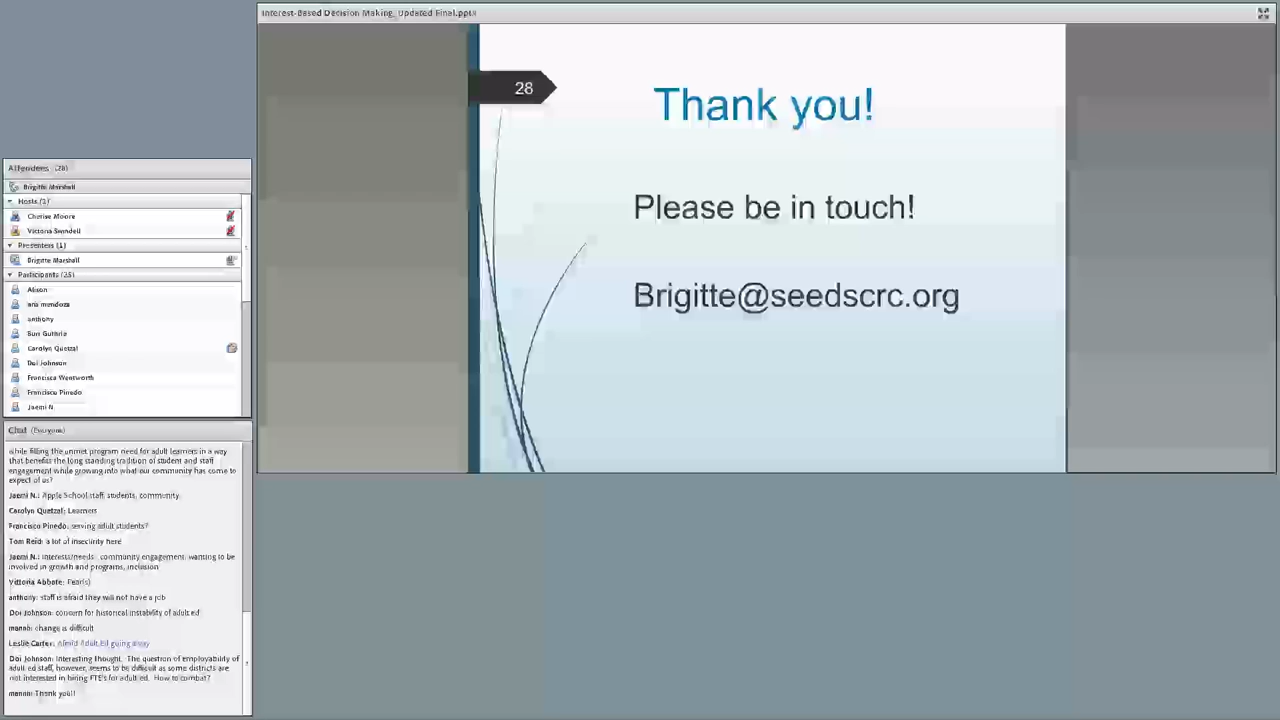 Interest-Based Decision Making_Updated Final.pptx
28
Thank you!
Please be in touch!
Brigitte@seedscrc.org
Attendees (28)
Brigitte Marshall
Hosts (2)
Cherise Moore
Victoria Swindell
Presenters (1)
Brigitte Marshall
Participants (25)
Alison
ana mendoza
anthony
Burr Guthrie
Carolyn Quetzal
Doi Johnson
Francisca Wentworth
Francisco Pinedo
Jaemi N
Chat (Everyone)
while filling the unmet program need for adult learners in a way
that benefits the long standing tradition of student and staff
engagement while growing into what our community has come to
expect of us?
Jaemi N.: Apple School staff, students, community
Carolyn Quetzal: Learners
Francisco Pinedo: serving adult students?
Tom Reid: a lot of insecurity here
Jaemi N.: interests/needs: community engagement, wanting to be
involved in growth and programs, inclusion
Vittoria Abbate: Fear(s)
anthony: staff is afraid they will not have a job
Doi Johnson: concern for historical instability of adult ed
manni: change is difficult
Leslie Carter: Afraid Adult Ed going away
Doi Johnson: Interesting thought. The question of employability of
adult ed staff, however, seems to be difficult as some districts are
not interested in hiring FTE's for adult ed. How to combat?
Thank you!!